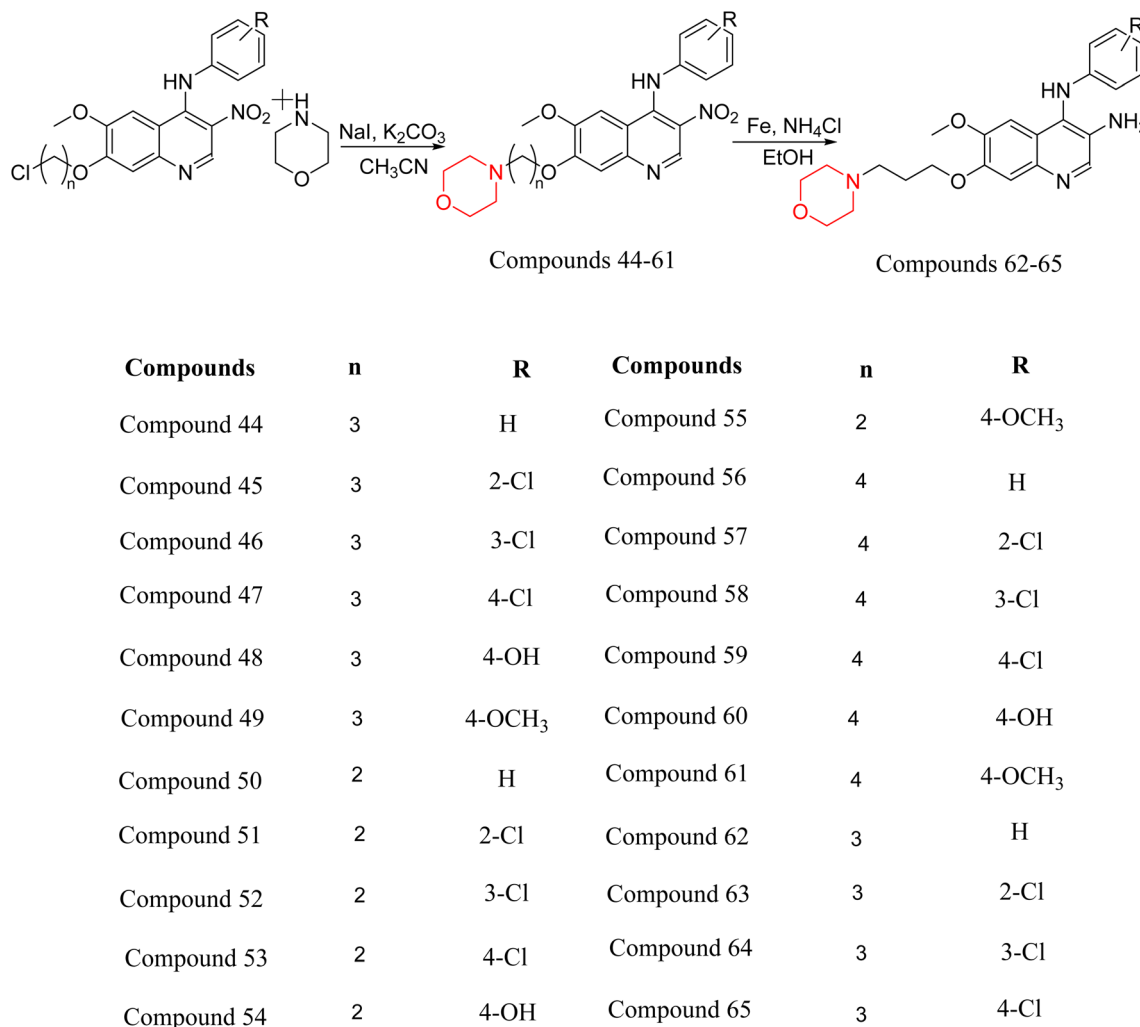 R
R
R
HN
HN
HN
NO₂
+
H
N
NaI, K₂CO₃
CH₃CN
NO₂
Fe, NH₄Cl
EtOH
NH₂
O
O
O
Cl
( )n
O
N
O
N
( )n
O
N
N
O
N
O
O
Compounds 44-61
Compounds 62-65
Compounds n R Compounds n R
Compound 44 3 H Compound 55 2 4-OCH₃
Compound 45 3 2-Cl Compound 56 4 H
Compound 46 3 3-Cl Compound 57 4 2-Cl
Compound 47 3 4-Cl Compound 58 4 3-Cl
Compound 48 3 4-OH Compound 59 4 4-Cl
Compound 49 3 4-OCH₃ Compound 60 4 4-OH
Compound 50 2 H Compound 61 4 4-OCH₃
Compound 51 2 2-Cl Compound 62 3 H
Compound 52 2 3-Cl Compound 63 3 2-Cl
Compound 53 2 4-Cl Compound 64 3 3-Cl
Compound 54 2 4-OH Compound 65 3 4-Cl